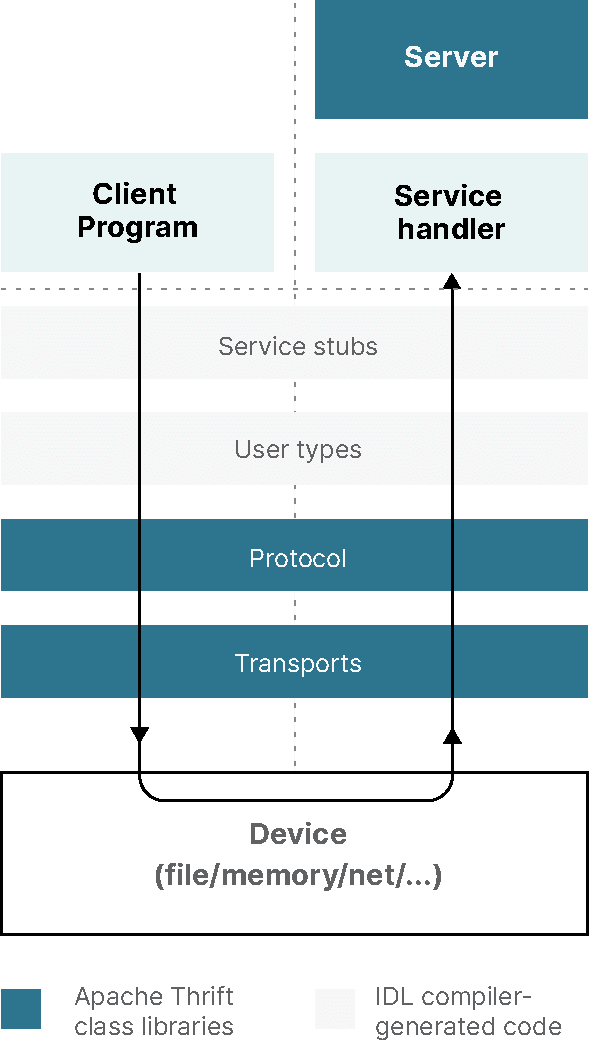 Server
Client
Program
Service
handler
Service stubs
User types
Protocol
Transports
Device
(file/memory/net/...)
Apache Thrift
class libraries
IDL compiler-
generated code